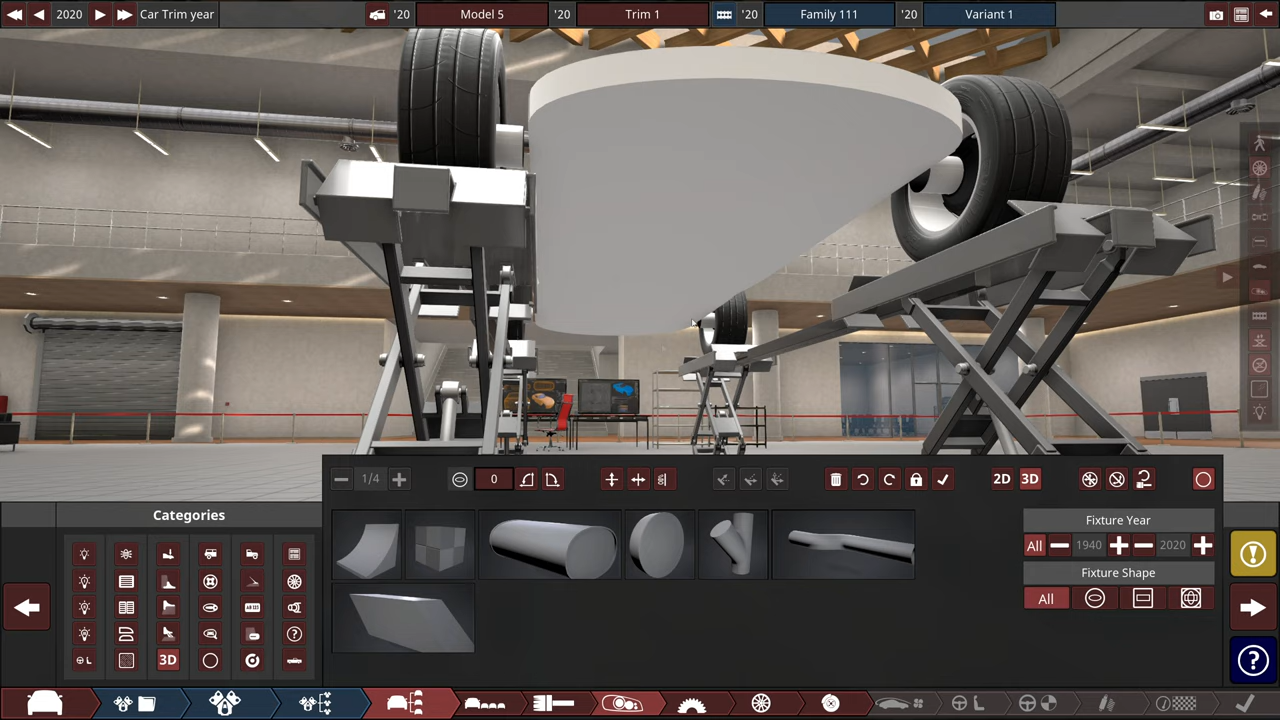 2020 Car Trim year '20 Model 5 '20 Trim 1 '20 Family 111 '20 Variant 1
1/4 0 2D 3D
Categories
Fixture Year
All 1940 2020
Fixture Shape
All
L 3D